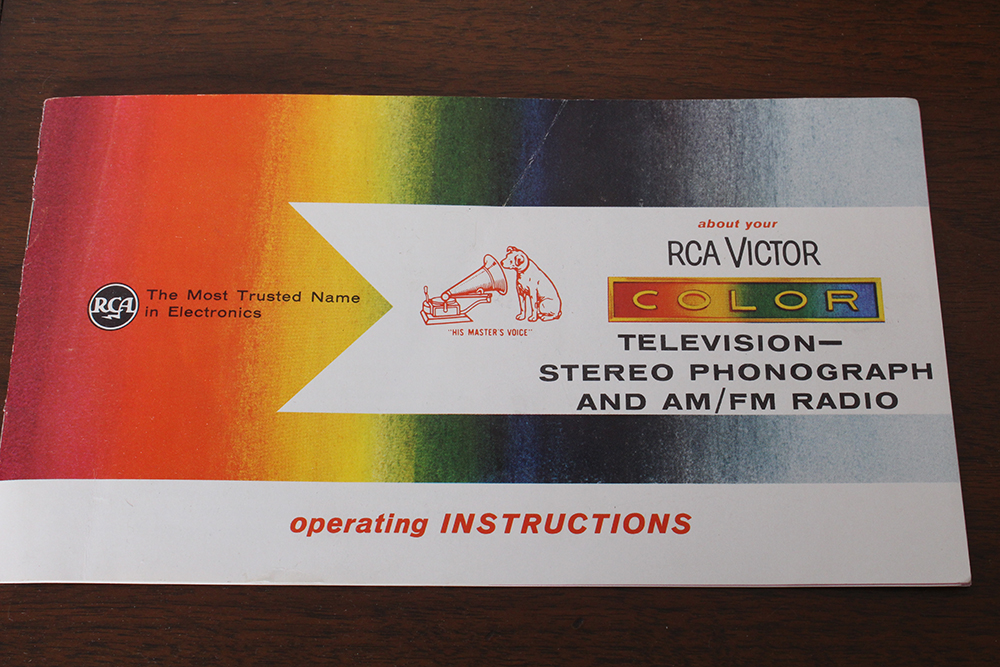 about your
RCA VICTOR
COLOR
TELEVISION—
STEREO PHONOGRAPH
AND AM/FM RADIO
"HIS MASTER'S VOICE"
RCA
The Most Trusted Name
in Electronics
operating INSTRUCTIONS